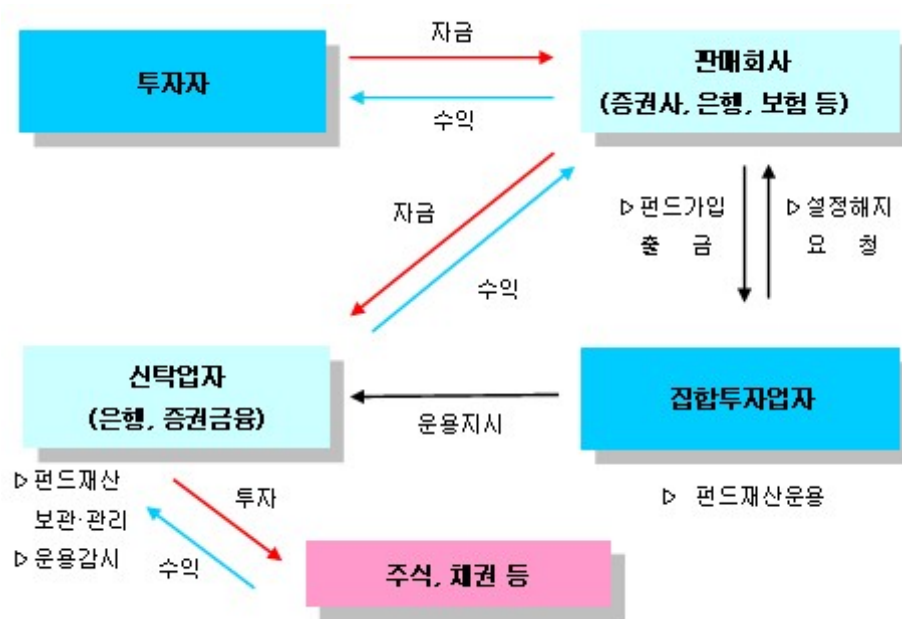 자금
투자자
판매회사
(증권사, 은행, 보험 등)
수익
자금
▷펀드가입
출 금
▷설정해지
요 청
수익
신탁업자
(은행, 증권금융)
운용지시
집합투자업자
▷펀드재산
보관·관리
▷운용감시
투자
수익
▷ 펀드재산운용
주식, 채권 등